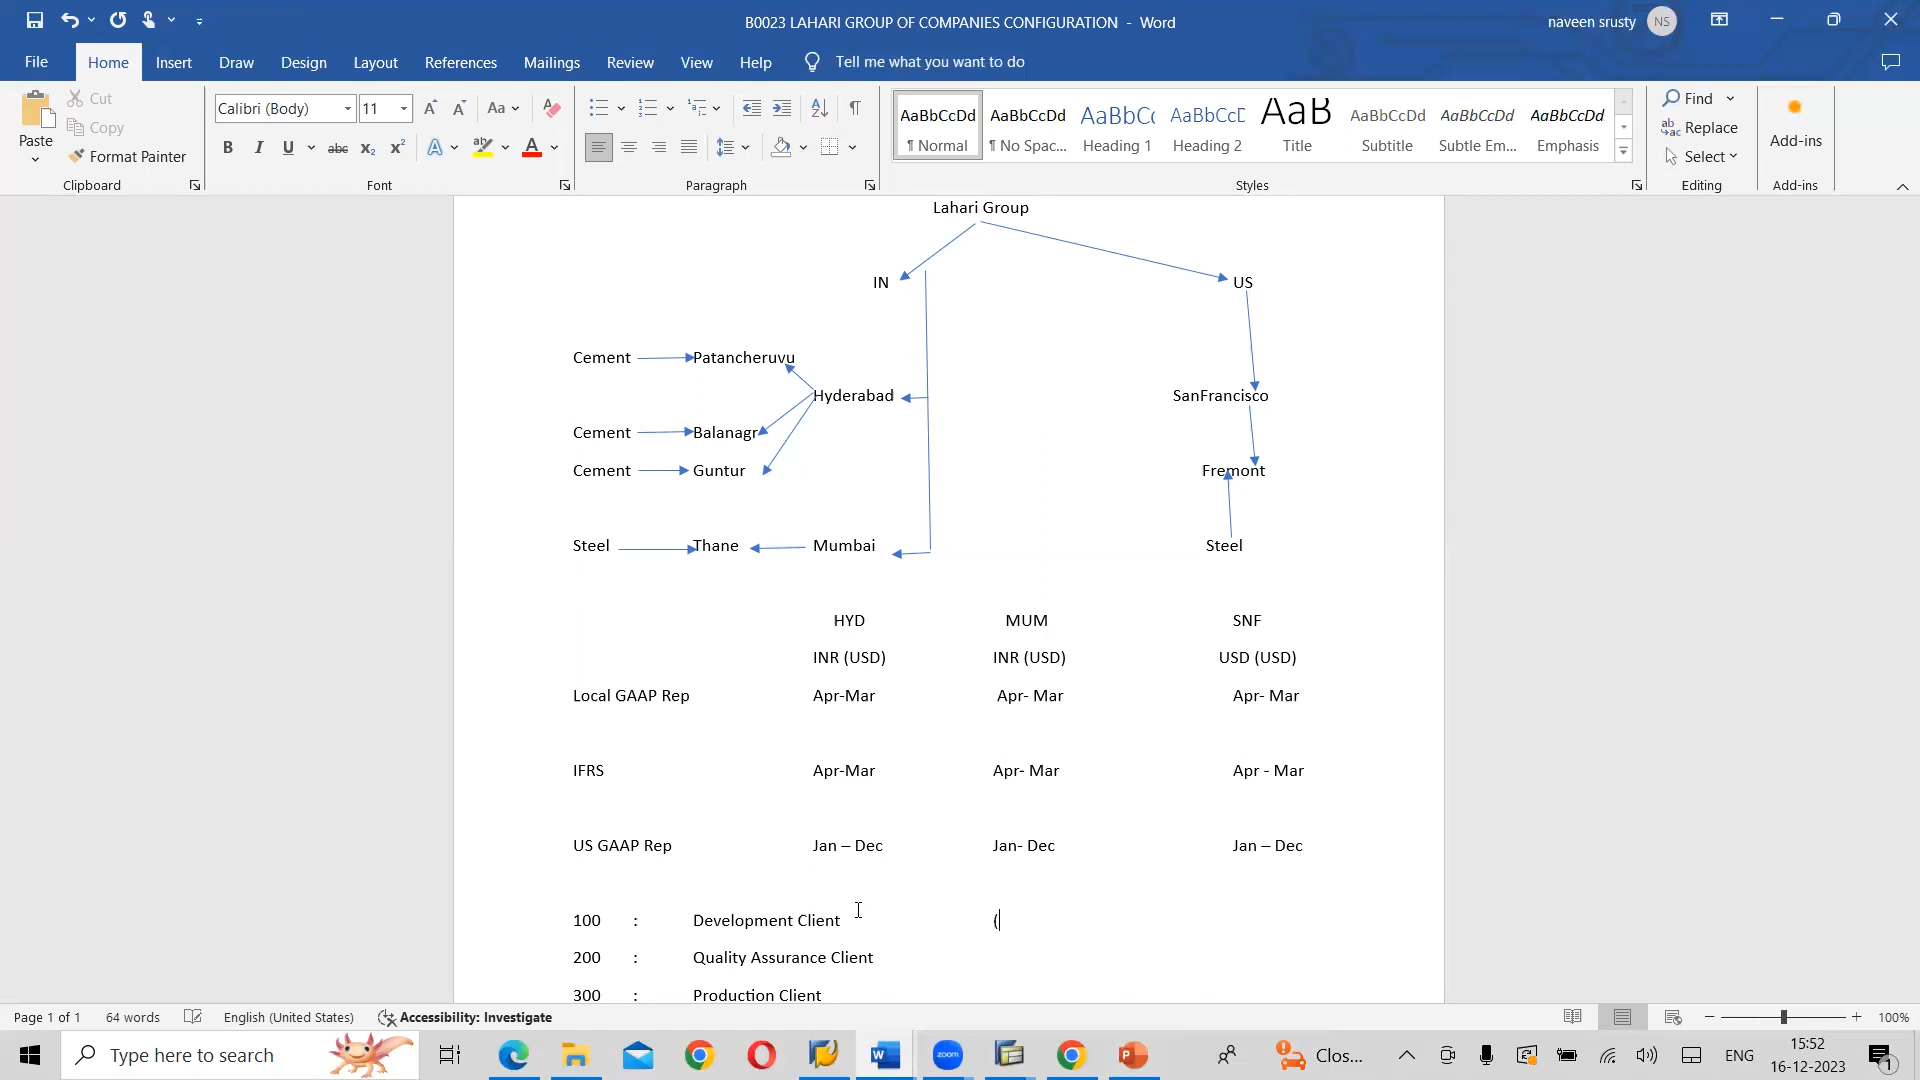 B0023 LAHARI GROUP OF COMPANIES CONFIGURATION - Word
naveen srusty NS
File Home Insert Draw Design Layout References Mailings Review View Help Tell me what you want to do
Paste
Cut
Copy
Format Painter
Clipboard
Calibri (Body) 11
Font
Paragraph
AaBbCcDd AaBbCcDd AaBbCc AaBbCcC AaB AaBbCcDd AaBbCcDd AaBbCcDd
¶ Normal ¶ No Spac... Heading 1 Heading 2 Title Subtitle Subtle Em... Emphasis
Styles
Find
Replace
Select
Editing
Add-ins
Add-ins
Lahari Group
IN US
Cement Patancheruvu
Hyderabad SanFrancisco
Cement Balanagr
Cement Guntur Fremont
Steel Thane Mumbai Steel
HYD MUM SNF
INR (USD) INR (USD) USD (USD)
Local GAAP Rep Apr-Mar Apr- Mar Apr- Mar
IFRS Apr-Mar Apr- Mar Apr - Mar
US GAAP Rep Jan – Dec Jan- Dec Jan – Dec
100 : Development Client (
200 : Quality Assurance Client
300 : Production Client
Page 1 of 1 64 words English (United States) Accessibility: Investigate 100%
Type here to search
zoom
Clos...
ENG
15:52
16-12-2023
1